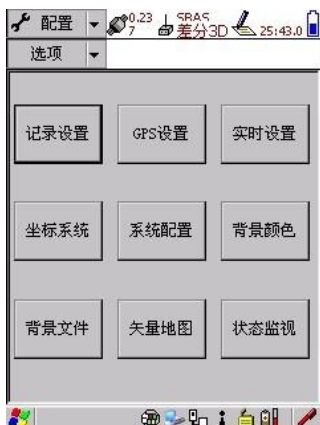 配置 0.23 7 SBAS 差分3D 25:43.0
选项
记录设置 GPS设置 实时设置
坐标系统 系统配置 背景颜色
背景文件 矢量地图 状态监视